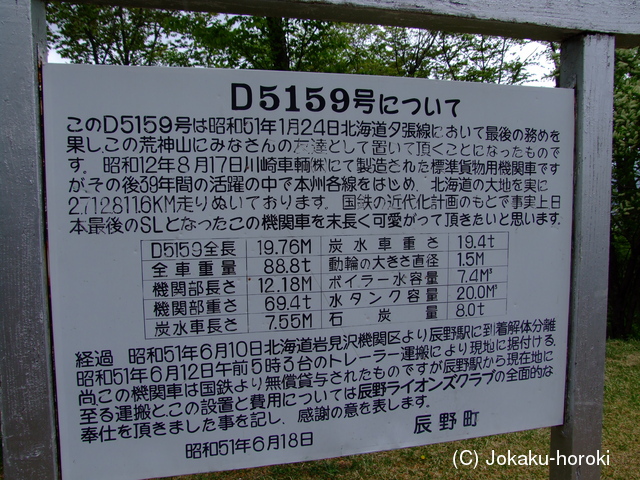 D5159号について
このD5159号は昭和51年1月24日北海道夕張線において最後の務めを
果し、この荒神山にみなさんの友達として置いて頂くことになったもので
す。昭和12年8月17日川崎車輌㈱にて製造された標準貨物用機関車です
が、その後39年間の活躍の中で本州各線をはじめ、北海道の大地を実に
2,712,811.6KM走りぬいております。国鉄の近代化計画のもとで事実上日
本最後のSLとなったこの機関車を末長く可愛がって頂きたいと思います。
D5159全長 19.76M 炭水車重さ 19.4t
全車重量 88.8t 動輪の大きさ直径 1.5M
機関部長さ 12.18M ボイラー水容量 7.4M³
機関部重さ 69.4t 水タンク容量 20.0M³
炭水車長さ 7.55M 石炭量 8.0t
経過 昭和51年6月10日北海道岩見沢機関区より辰野駅に到着解体分離
昭和51年6月12日午前5時3台のトレーラー運搬により現地に据付ける。
尚この機関車は国鉄より無償貸与されたものですが辰野駅から現在地に
至る運搬とこの設置と費用については辰野ライオンズクラブの全面的な
奉仕を頂きました事を記し、感謝の意を表します。
辰野町
昭和51年6月18日
(C) Jokaku-horoki